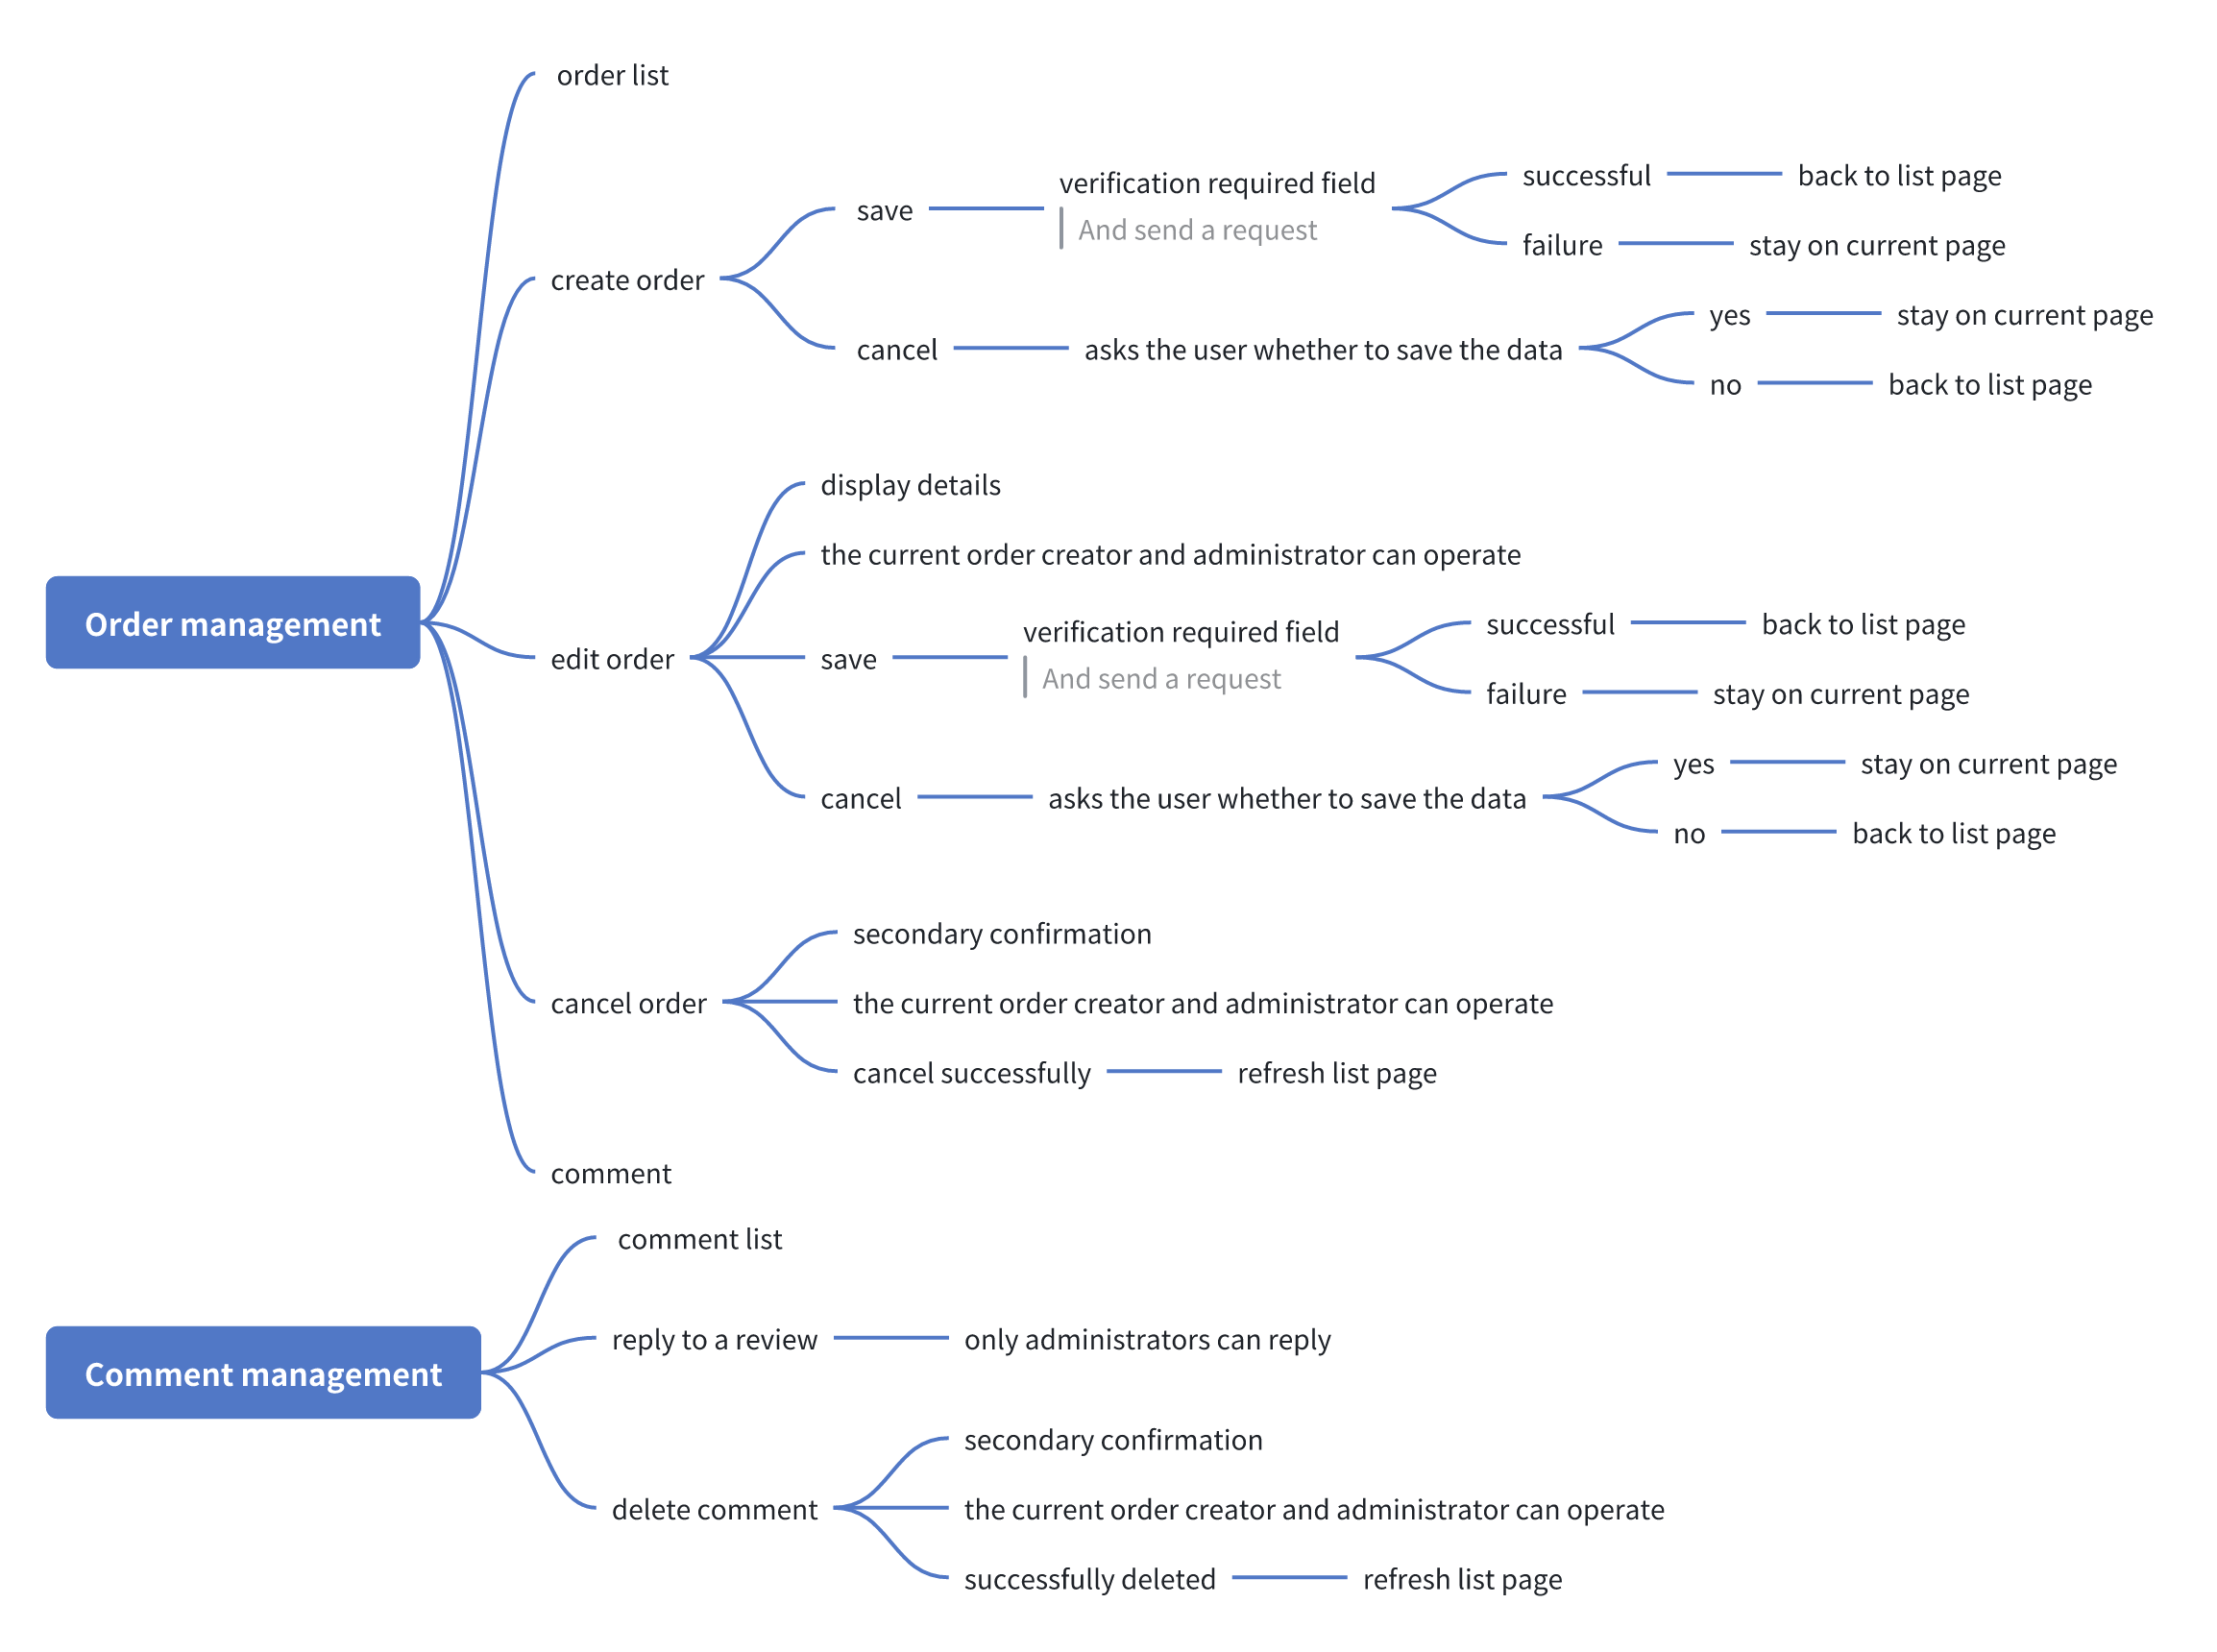 order list
create order
save
verification required field
And send a request
successful
back to list page
failure
stay on current page
cancel
asks the user whether to save the data
yes
stay on current page
no
back to list page
Order management
edit order
display details
the current order creator and administrator can operate
save
verification required field
And send a request
successful
back to list page
failure
stay on current page
cancel
asks the user whether to save the data
yes
stay on current page
no
back to list page
cancel order
secondary confirmation
the current order creator and administrator can operate
cancel successfully
refresh list page
comment
Comment management
comment list
reply to a review
only administrators can reply
delete comment
secondary confirmation
the current order creator and administrator can operate
successfully deleted
refresh list page